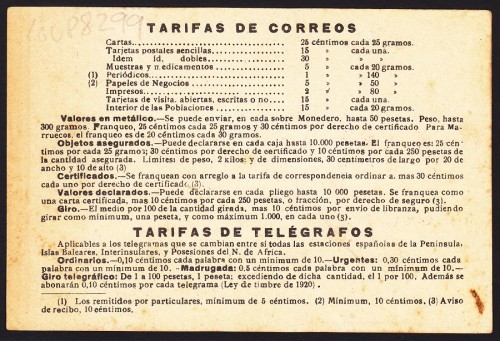 TARIFAS DE CORREOS
Cartas........................... 25 céntimos cada 25 gramos.
Tarjetas postales sencillas............. 15 » cada una.
Idem Id. dobles................ 30 » »
Muestras y medicamentos............. 5 » cada 20 gramos.
(1) Periódicos........................ 1 » » 140 »
(2) Papeles de Negocios................ 5 » » 50 »
Impresos........................ 2 » » 80 »
Tarjetas de visita, abiertas, escritas o no.... 15 » cada una.
Interior de las Poblaciones............. 15 » cada 20 gramos.
Valores en metálico.—Se puede enviar, en cada sobre Monedero, hasta 50 pesetas. Peso, hasta
300 gramos. Franqueo, 25 céntimos cada 25 gramos y 30 céntimos por derecho de certificado Para Ma-
rruecos, el franqueo es de 20 céntimos cada 30 gramos.
Objetos asegurados.—Puede declararse en cada caja hasta 10.000 pesetas. El franqueo es: 25 cén-
timos por cada 25 gramos; 30 céntimos por derecho de certificado y 10 céntimos por cada 250 pesetas de
la cantidad asegurada. Límites: de peso, 2 kilos: y de dimensiones, 30 centímetros de largo por 20 de
ancho y 10 de alto (3)
Certificados.—Se franquean con arreglo a la tarifa de correspondencia ordinaria. mas 30 céntimos
cada uno por derecho de certificado. (3).
Valores declarados.—Puede declararse en cada pliego hasta 10 000 pesetas. Se franquea como
una carta certificada, mas 10 céntimos por cada 250 pesetas, o fracción, por derecho de seguro (3).
Giro.—El medio por 100 de la cantidad girada, mas 10 céntimos por envío de libranza, pudiendo
girar como mínimum, una peseta, y como máximum 1.000, en cada uno (3).
TARIFAS DE TELÉGRAFOS
Aplicables a los telegramas que se cambian entre sí todas las estaciones españolas de la Península,
Islas Baleares, Interinsulares, y Posesiones del N. de Africa.
Ordinarios.—0,10 céntimos cada palabra con un mínimum de 10.—Urgentes: 0,30 céntimos cada
palabra con un mínimum de 10. —Madrugada: 0,5 céntimos cada palabra con un mínimum de 10.—
Giro telegráfico: De 1 a 100 pesetas, 1 peseta; excediendo de dicha cantidad, el 1 por 100. Además se
abonarán 0,10 céntimos por cada telegrama (Ley de timbre de 1920) .
(1) Los remitidos por particulares, mínimum de 5 céntimos. (2) Mínimum, 10 céntimos. (3) Aviso
de recibo, 10 céntimos.